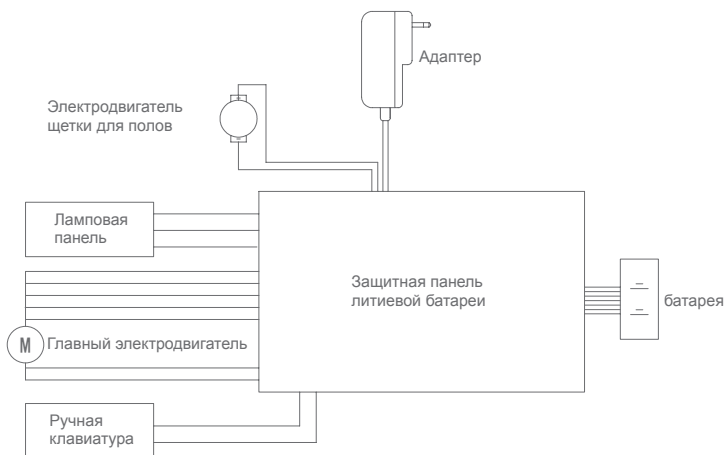 Адаптер
Электродвигатель
щетки для полов
Ламповая
панель
Защитная панель
литиевой батареи
батарея
M
Главный электродвигатель
Ручная
клавиатура